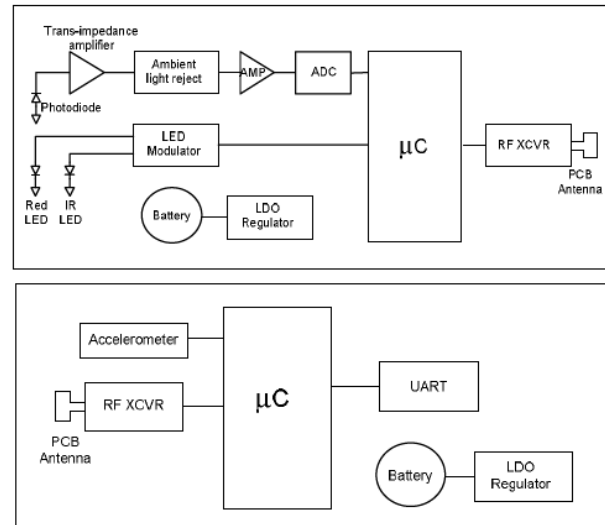 Trans-impedance
amplifier
Ambient
light reject
AMP
ADC
Photodiode
LED
Modulator
μC
RF XCVR
PCB
Antenna
Red
LED
IR
LED
Battery
LDO
Regulator
Accelerometer
RF XCVR
PCB
Antenna
μC
UART
Battery
LDO
Regulator